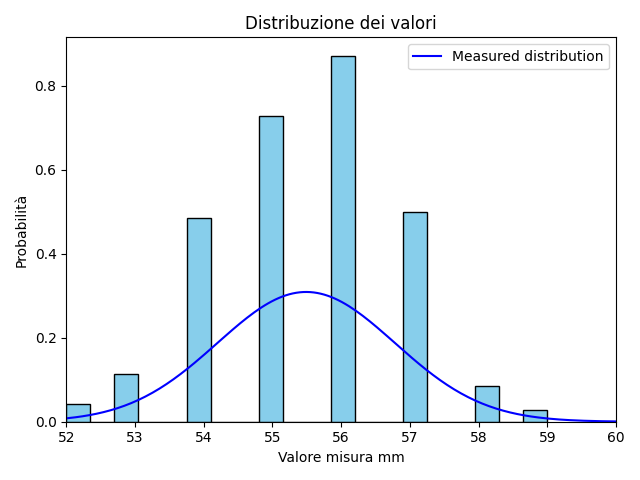 Distribuzione dei valori
Measured distribution
Probabilità
0.8
0.6
0.4
0.2
0.0
52 53 54 55 56 57 58 59 60
Valore misura mm